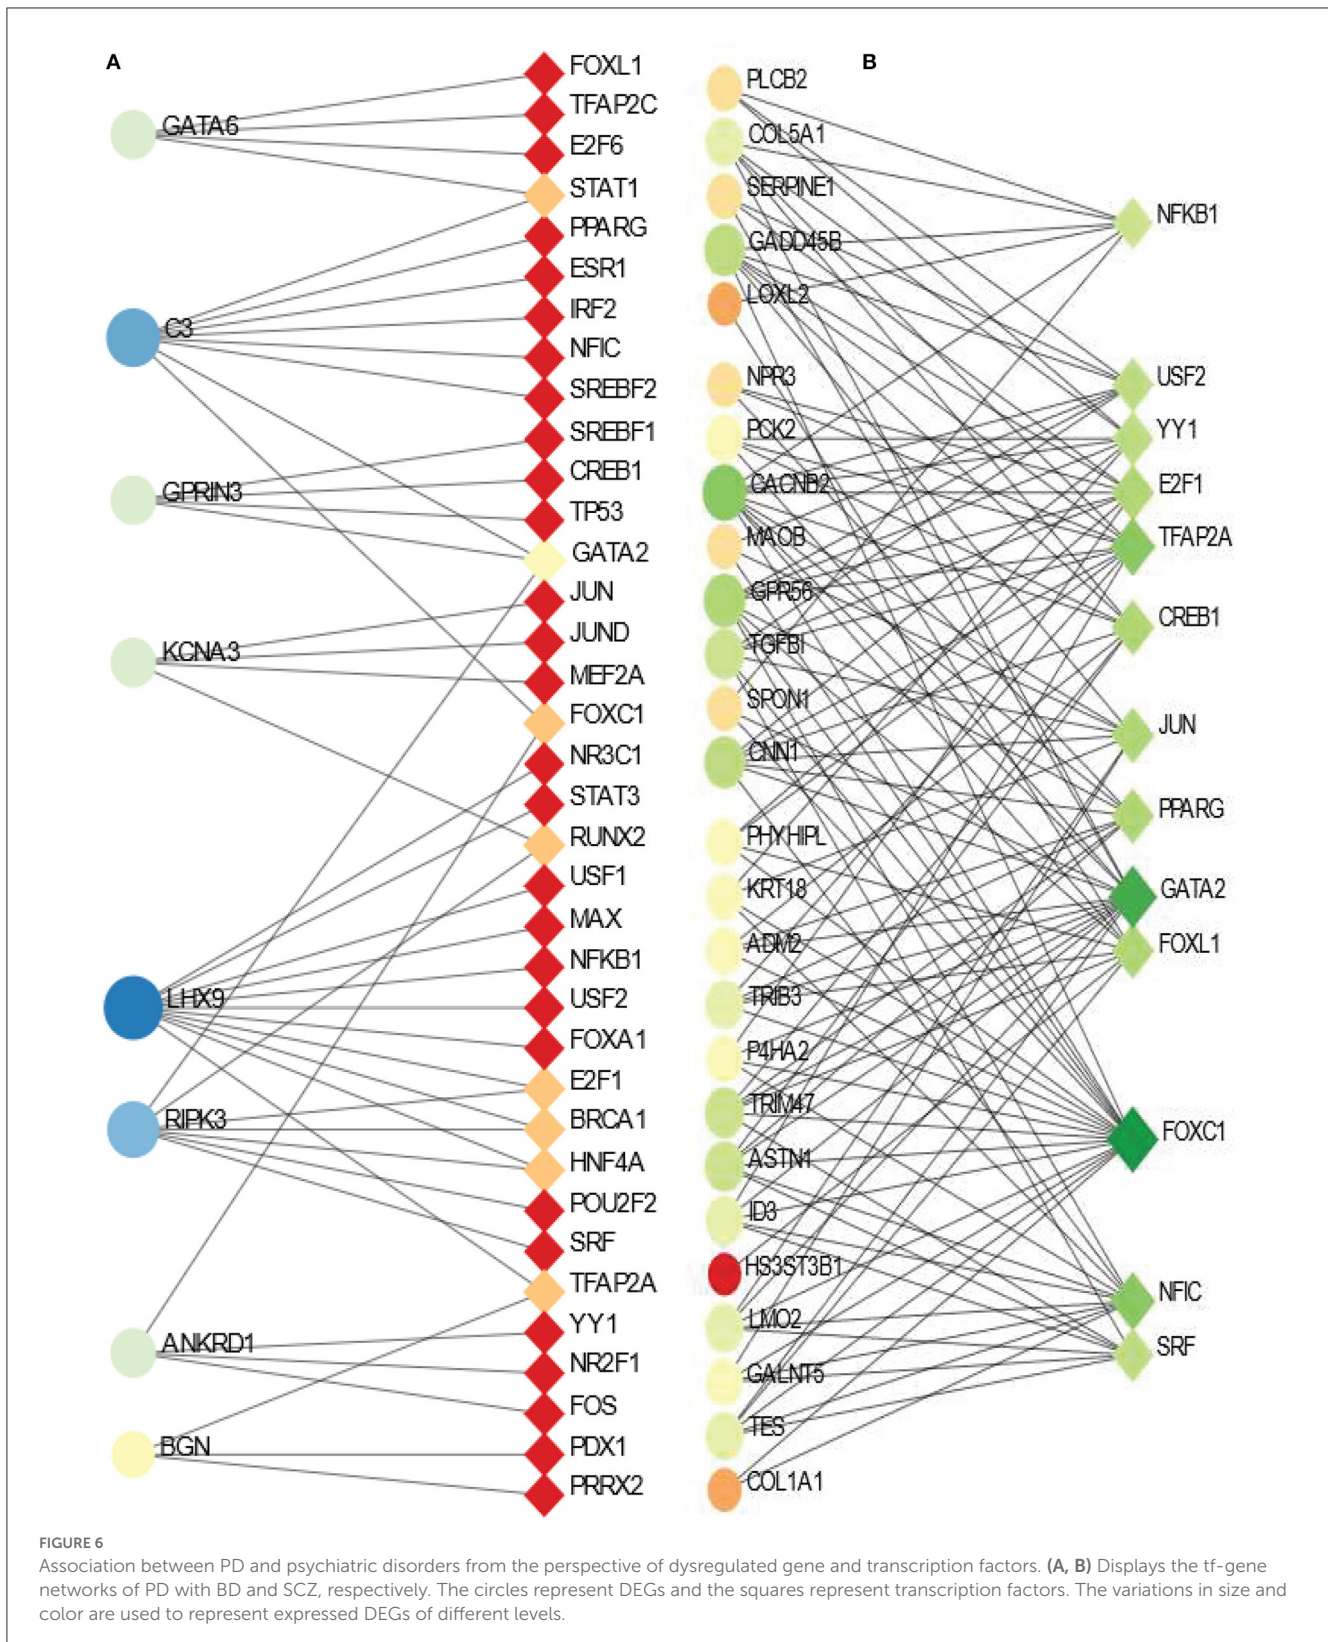 A
GATA6
C3
GPRIN3
KCNA3
LHX9
RIPK3
ANKRD1
BGN
FOXL1
TFAP2C
E2F6
STAT1
PPARG
ESR1
IRF2
NFIC
SREBF2
SREBF1
CREB1
TP53
GATA2
JUN
JUND
MEF2A
FOXC1
NR3C1
STAT3
RUNX2
USF1
MAX
NFKB1
USF2
FOXA1
E2F1
BRCA1
HNF4A
POU2F2
SRF
TFAP2A
YY1
NR2F1
FOS
PDX1
PRRX2
B
PLCB2
COL5A1
SERPINE1
GADD45B
LOXL2
NPR3
PCK2
CACNB2
MAOB
GPR56
TGFBI
SPON1
CNN1
PHYHIPL
KRT18
ADM2
TRIB3
P4HA2
TRIM47
ASTN1
ID3
HS3ST3B1
LMO2
GALNT5
TES
COL1A1
NFKB1
USF2
YY1
E2F1
TFAP2A
CREB1
JUN
PPARG
GATA2
FOXL1
FOXC1
NFIC
SRF
FIGURE 6
Association between PD and psychiatric disorders from the perspective of dysregulated gene and transcription factors. (A, B) Displays the tf-gene
networks of PD with BD and SCZ, respectively. The circles represent DEGs and the squares represent transcription factors. The variations in size and
color are used to represent expressed DEGs of different levels.